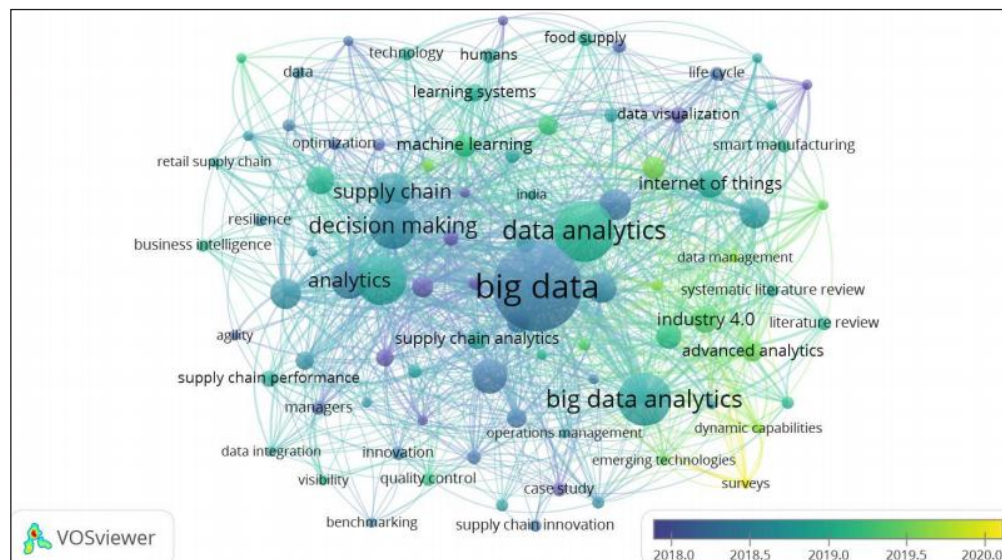 food supply
technology
humans
data
life cycle
learning systems
data visualization
optimization
machine learning
smart manufacturing
retail supply chain
supply chain
india
internet of things
resilience
decision making
data analytics
business intelligence
data management
analytics
big data
systematic literature review
agility
supply chain analytics
industry 4.0
literature review
advanced analytics
supply chain performance
managers
big data analytics
dynamic capabilities
operations management
data integration
innovation
emerging technologies
visibility
quality control
case study
surveys
benchmarking
supply chain innovation
VOSviewer
2018.0 2018.5 2019.0 2019.5 2020.0